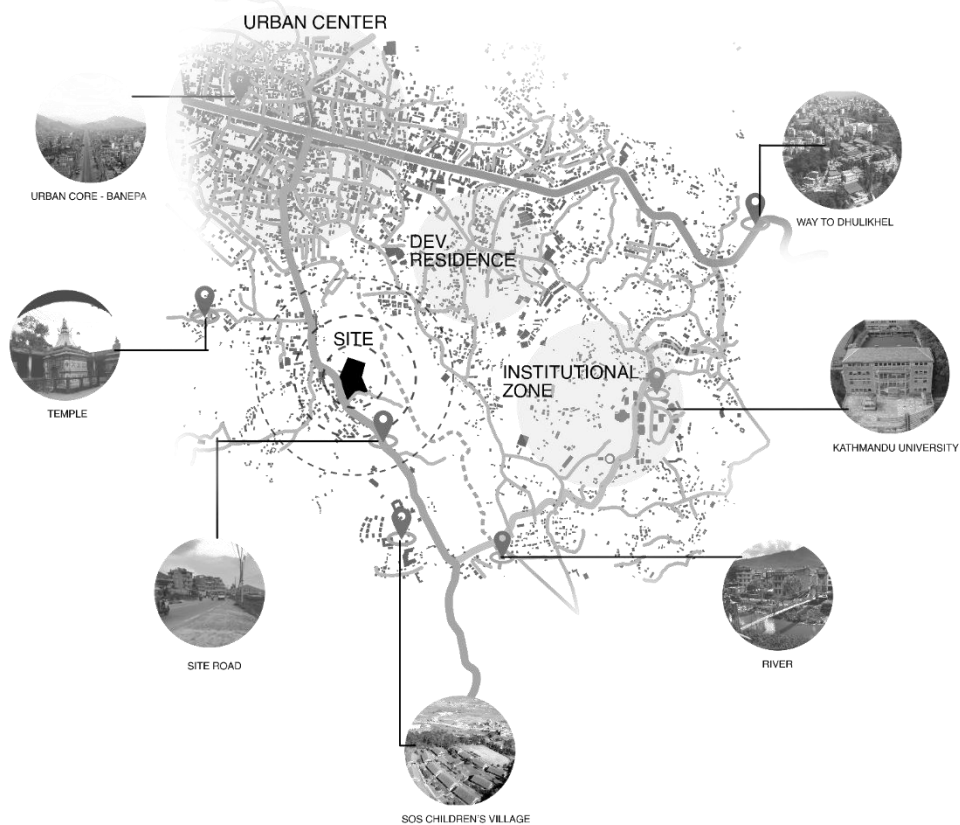 URBAN CENTER
URBAN CORE - BANEPA
WAY TO DHULIKHEL
DEV.
RESIDENCE
SITE
INSTITUTIONAL
ZONE
TEMPLE
KATHMANDU UNIVERSITY
SITE ROAD
RIVER
SOS CHILDREN'S VILLAGE